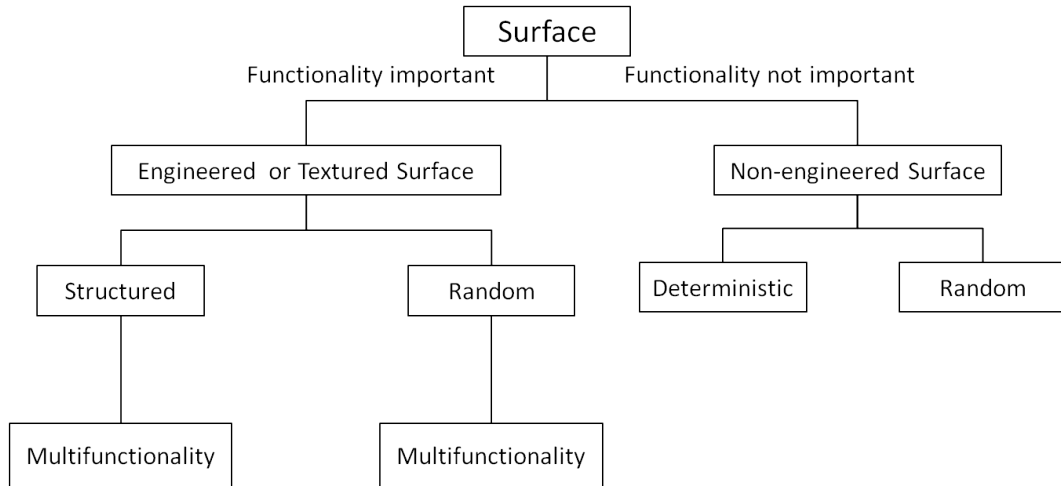 Surface
Functionality important
Functionality not important
Engineered or Textured Surface
Non-engineered Surface
Structured
Random
Deterministic
Random
Multifunctionality
Multifunctionality